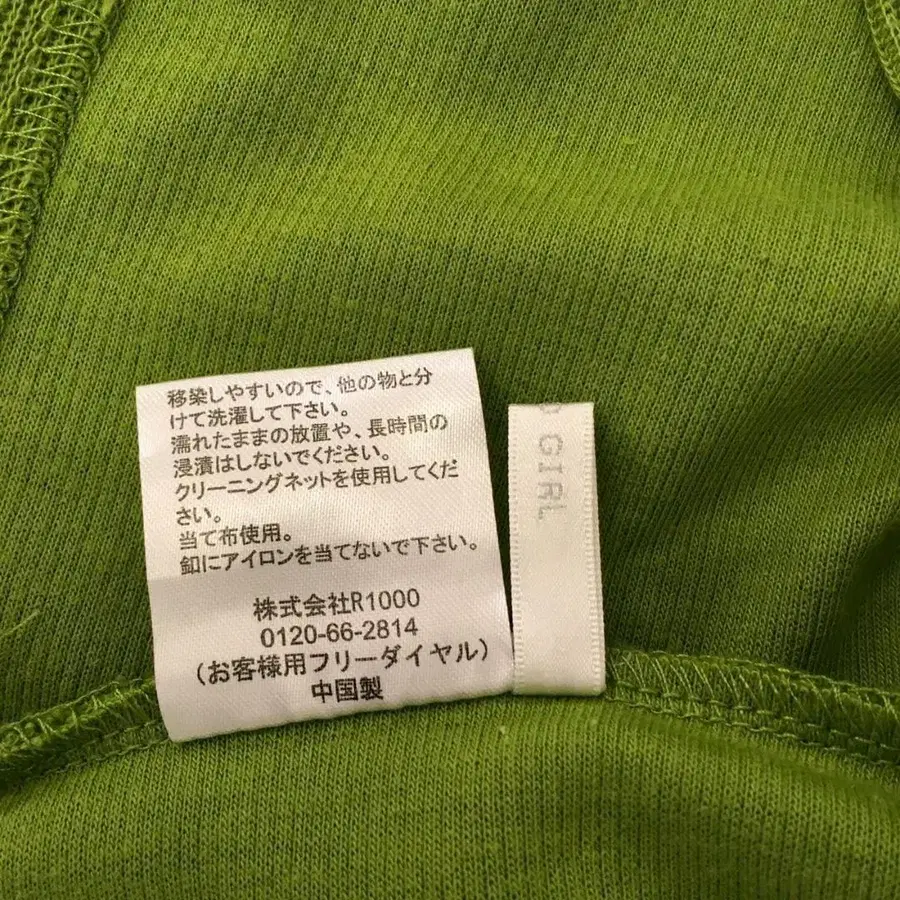 移染しやすいので、他の物と分
けて洗濯して下さい。
濡れたままの放置や、長時間の
浸漬はしないでください。
クリーニングネットを使用してくだ
さい。
当て布使用。
釦にアイロンを当てないで下さい。
株式会社R1000
0120-66-2814
(お客様用フリーダイヤル)
中国製
GIRL